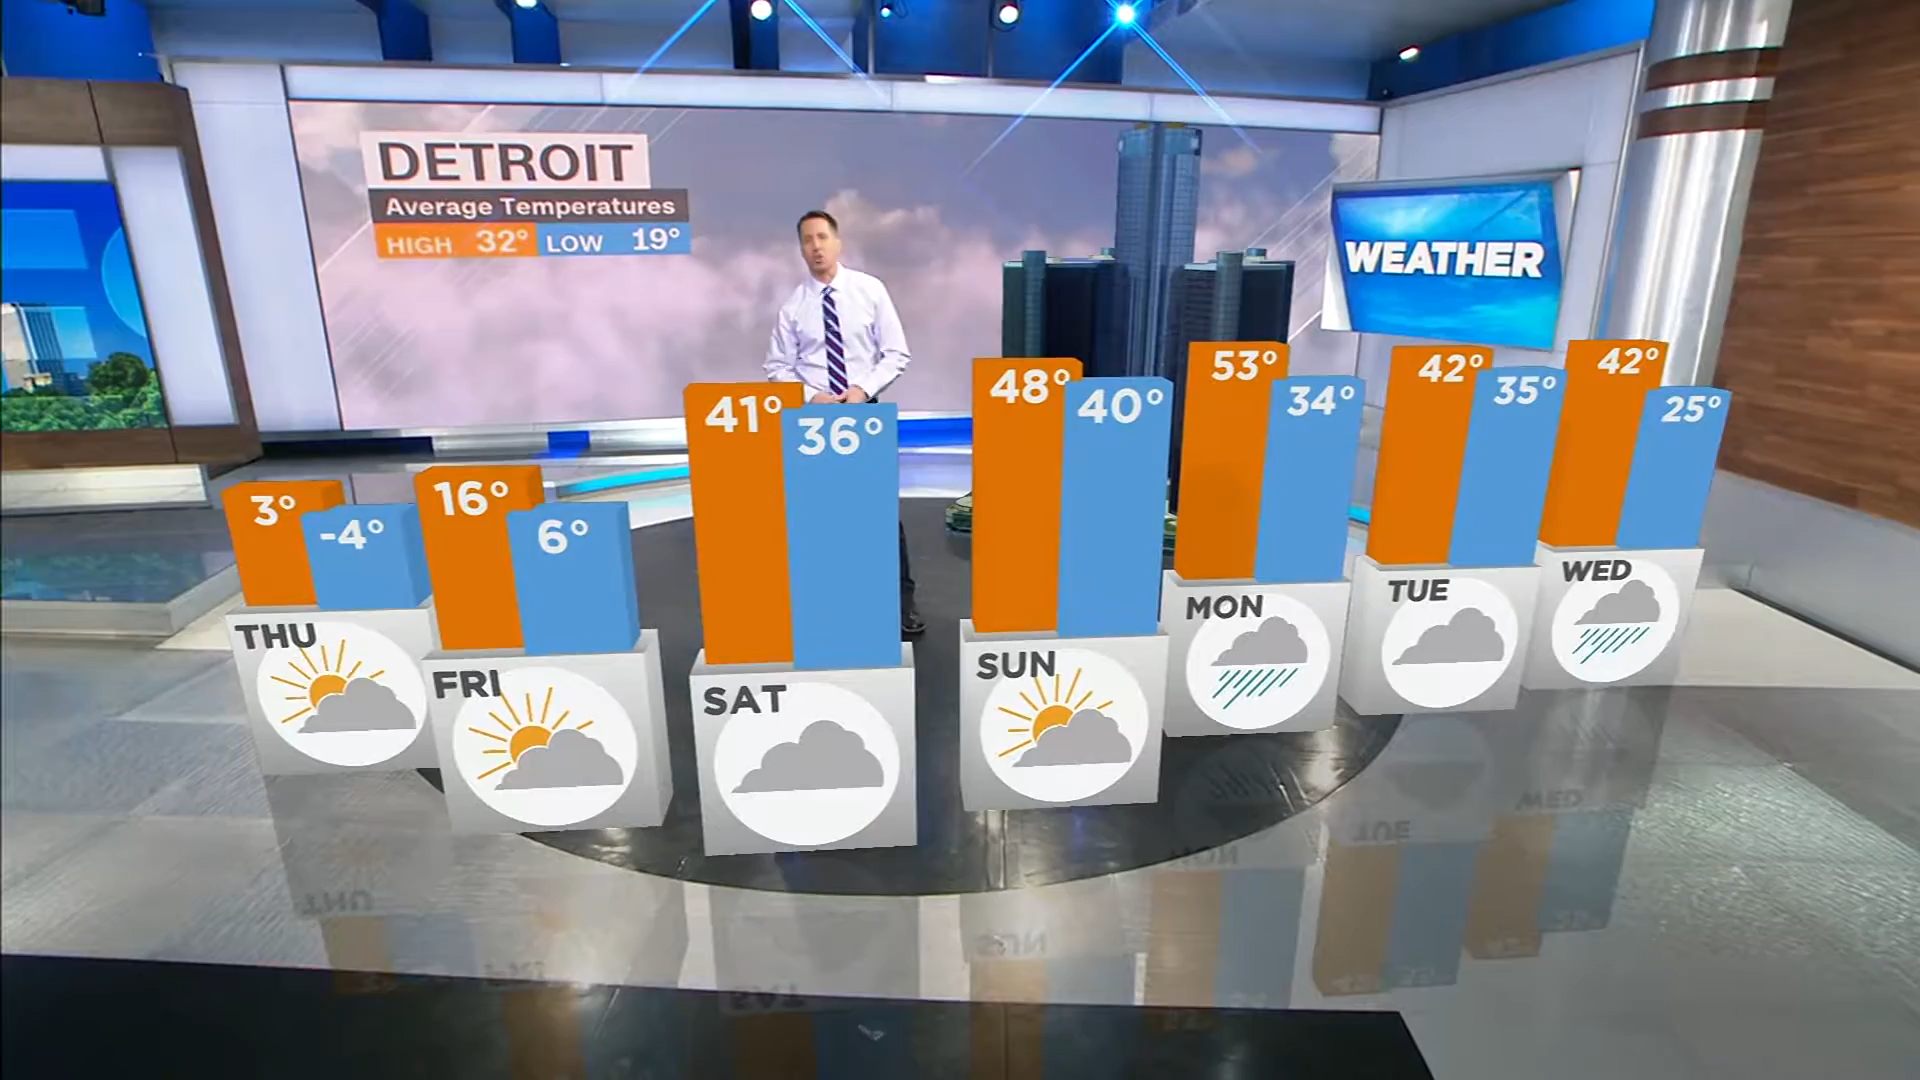 DETROIT
Average Temperatures
HIGH 32° LOW 19°
WEATHER
3° -4°
THU
16° 6°
FRI
41° 36°
SAT
48° 40°
SUN
53° 34°
MON
42° 35°
TUE
42° 25°
WED